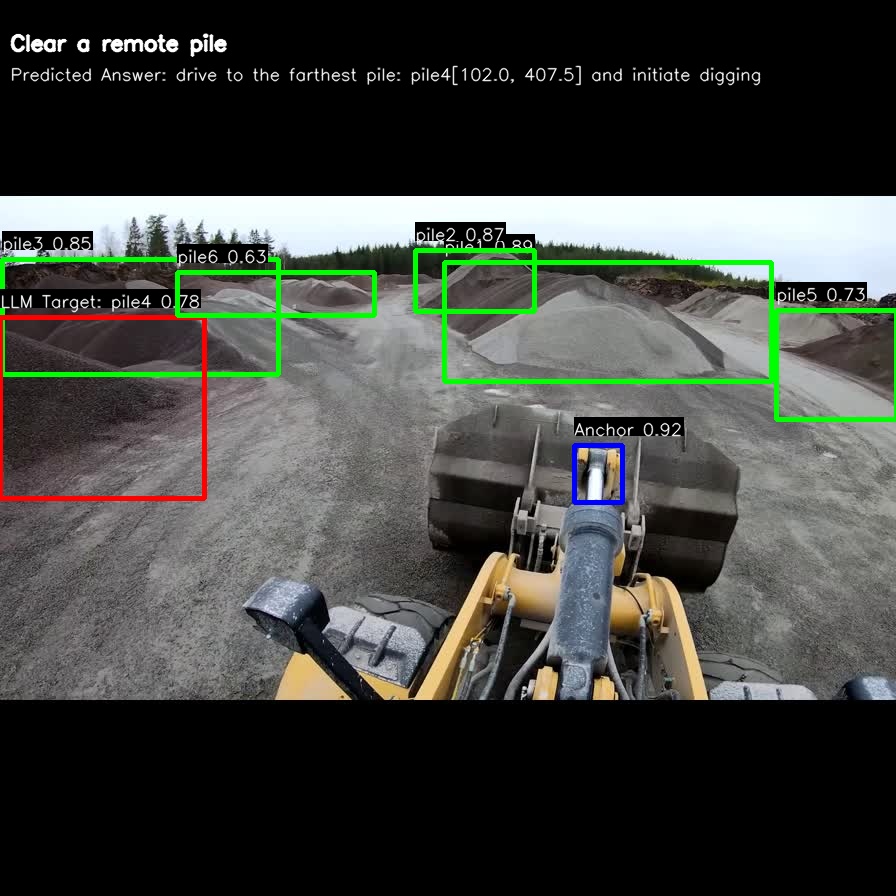 Clear a remote pile
Predicted Answer: drive to the farthest pile: pile4[102.0, 407.5] and initiate digging
pile2 0.87
pile3 0.85
pile1 0.89
pile6 0.63
pile5 0.73
LLM Target: pile4 0.78
Anchor 0.92